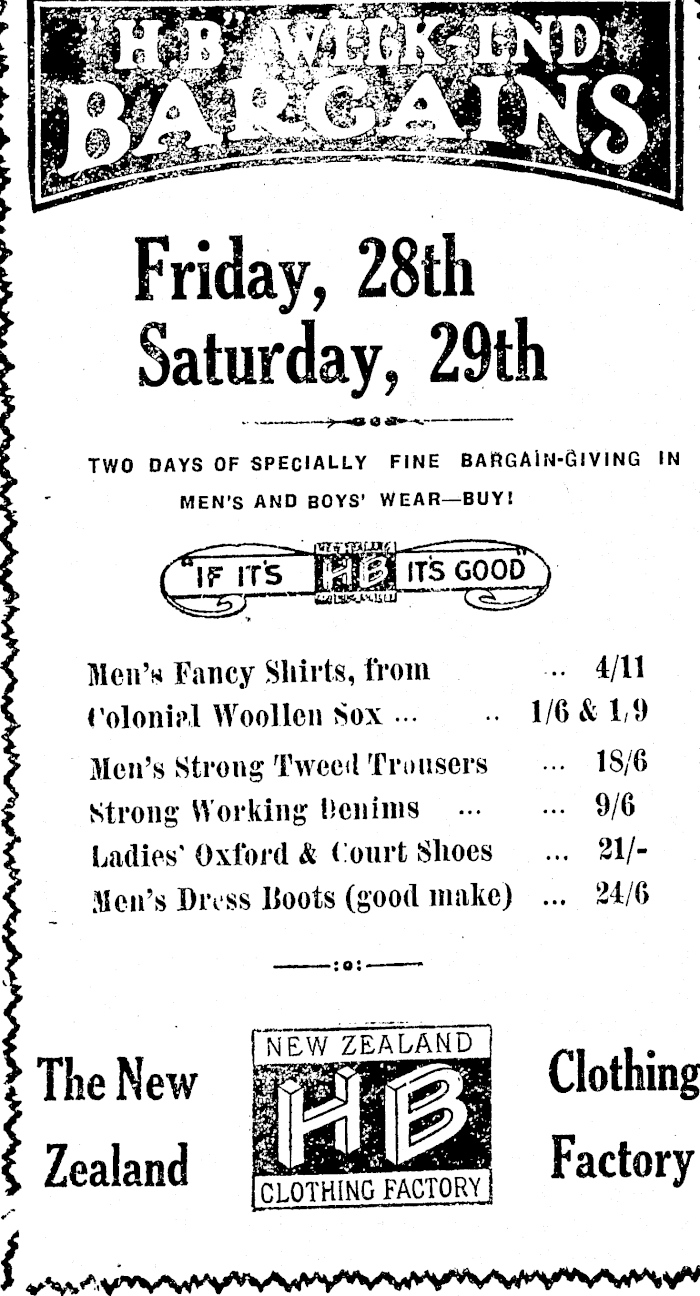 "H.B" WEEK-END
BARGAINS
Friday, 28th
Saturday, 29th
TWO DAYS OF SPECIALLY FINE BARGAIN-GIVING IN
MEN'S AND BOYS' WEAR—BUY!
"IF IT'S HB IT'S GOOD"
Men's Fancy Shirts, from .. 4/11
Colonial Woollen Sox ... .. 1/6 & 1/9
Men's Strong Tweed Trousers ... 18/6
Strong Working Denims ... ... 9/6
Ladies' Oxford & Court Shoes ... 21/-
Men's Dress Boots (good make) ... 24/6
The New Zealand
NEW ZEALAND
HB
CLOTHING FACTORY
Clothing Factory